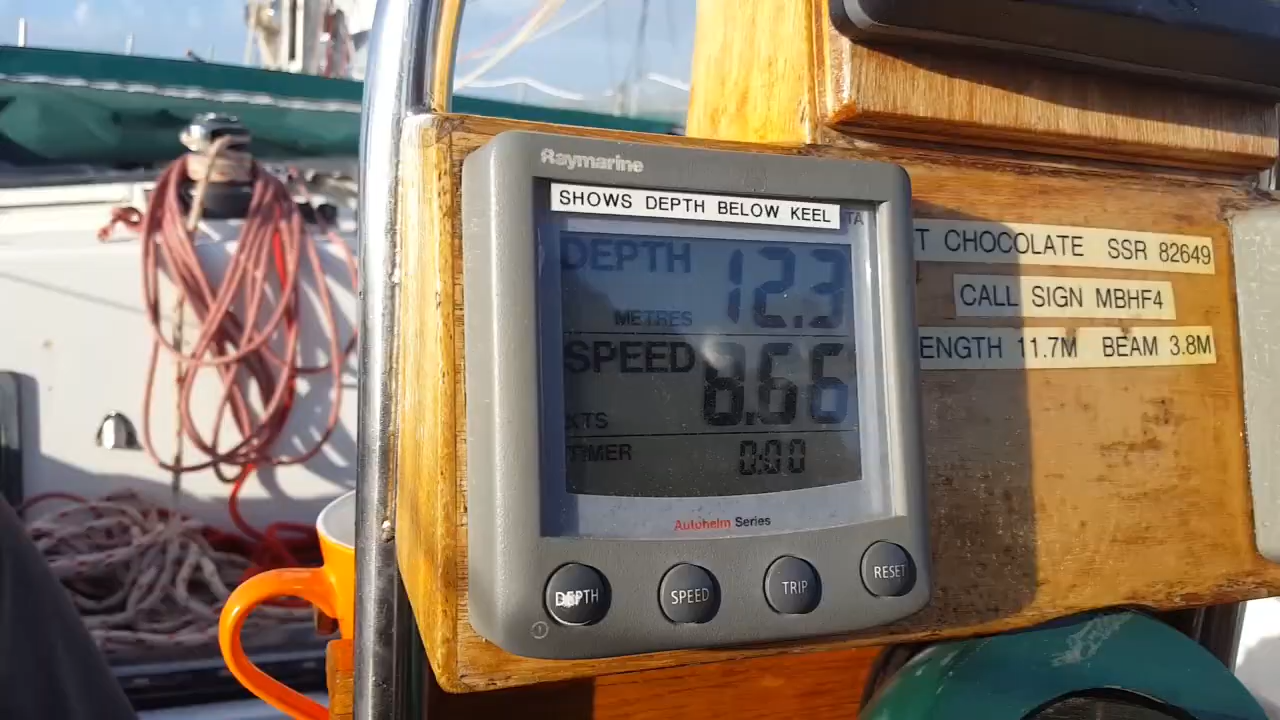 Raymarine
SHOWS DEPTH BELOW KEEL
TA
DEPTH 12.3
METRES
SPEED 8.66
KTS
TIMER 0:00
Autohelm Series
DEPTH SPEED TRIP RESET
T CHOCOLATE SSR 82649
CALL SIGN MBHF4
ENGTH 11.7M BEAM 3.8M